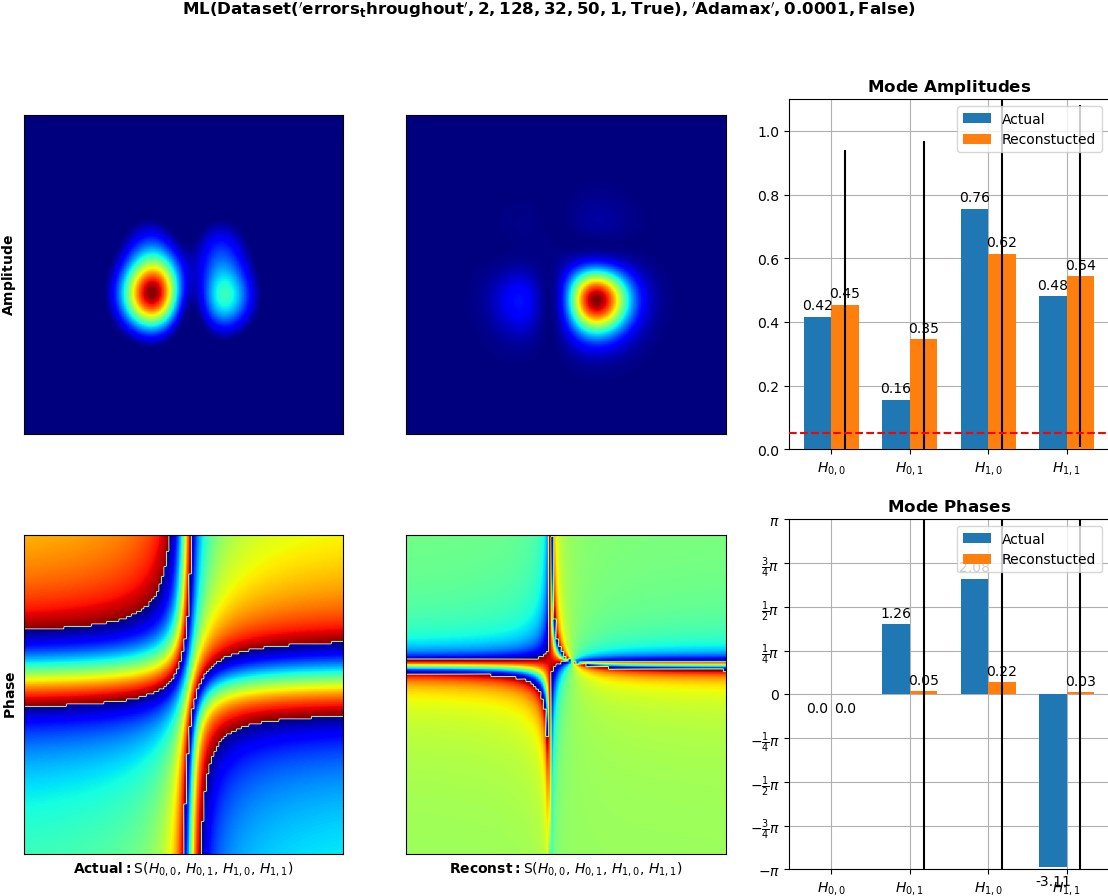 ML(Dataset('errors_throughout', 2, 128, 32, 50, 1, True), 'Adamax', 0.0001, False)
Amplitude
Mode Amplitudes
Actual
Reconstucted
1.0
0.8
0.6
0.4
0.2
0.0
0.42
0.45
0.16
0.35
0.76
0.62
0.48
0.54
H0,0
H0,1
H1,0
H1,1
Phase
Actual: S(H0,0, H0,1, H1,0, H1,1)
Reconst: S(H0,0, H0,1, H1,0, H1,1)
Mode Phases
Actual
Reconstucted
π
3/4π
1/2π
1/4π
0
−1/4π
−1/2π
−3/4π
−π
0.0
0.0
1.26
0.05
2.08
0.22
-3.11
0.03
H0,0
H0,1
H1,0
H1,1